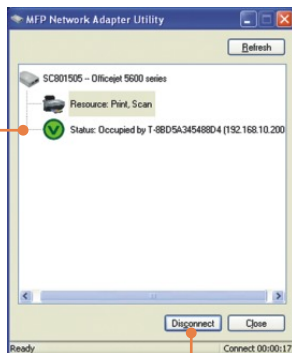 MFP Network Adapter Utility
Refresh
SC801505 – Officejet 5600 series
Resource: Print, Scan
Status: Occupied by T-8BD5A345488D4 (192.168.10.200
Disconnect Close
Ready Connect 00:00:17